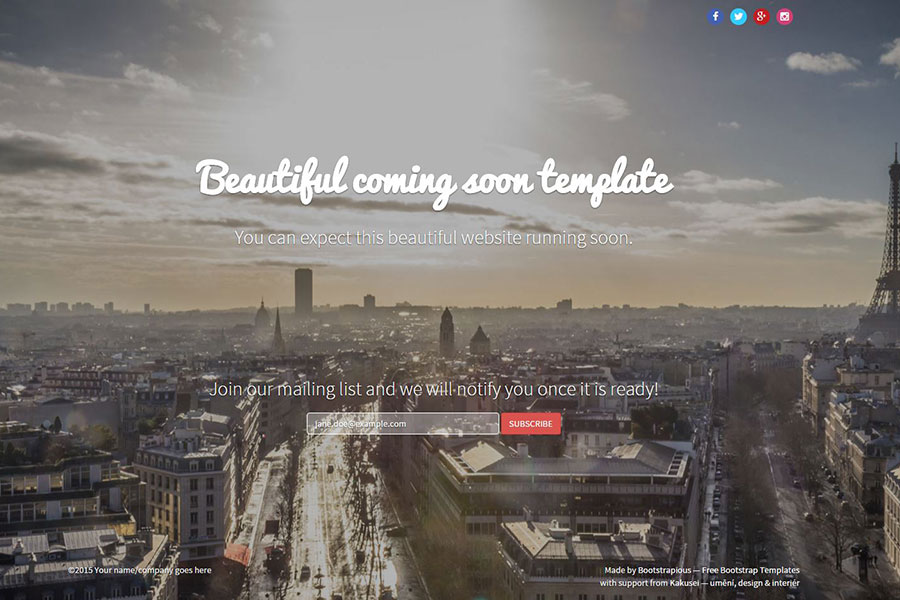 Beautiful coming soon template
You can expect this beautiful website running soon.
Join our mailing list and we will notify you once it is ready!
jane.doe@example.com
SUBSCRIBE
©2015 Your name/company goes here
Made by Bootstrapious — Free Bootstrap Templates
with support from Kakusei — umění, design & interiér